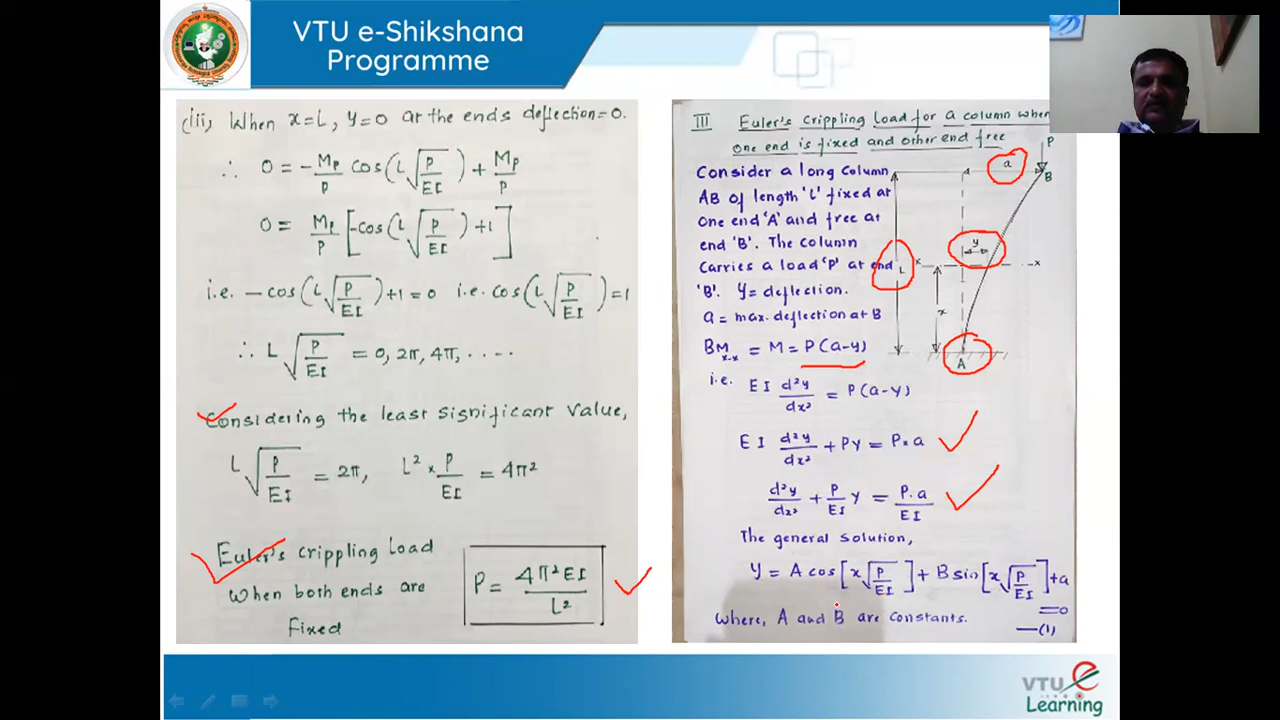 VTU e-Shikshana
Programme
(iii) When x=L, y=0 at the ends deflection=0.
∴ 0 = -Mp/P cos(L√(P/EI)) + Mp/P
0 = Mp/P [-cos(L√(P/EI)) +1]
i.e. -cos(L√(P/EI))+1=0 i.e. cos(L√(P/EI))=1
∴ L√(P/EI) = 0, 2π, 4π, ....
Considering the least significant value,
L√(P/EI) = 2π, L² × P/EI = 4π²
Euler's crippling load
when both ends are
fixed
P = 4π²EI/L²
III Euler's Crippling Load for a column when
one end is fixed and other end free
Consider a long column
AB of length 'L' fixed at
one end 'A' and free at
end 'B'. The column
Carries a load 'P' at end
'B'. y = deflection.
a = max. deflection at B
BMx-x = M = P(a-y)
i.e. EI d²y/dx² = P(a-y)
EI d²y/dx² + Py = P×a
d²y/dx² + P/EI y = P.a/EI
The general solution,
y = A cos[x√(P/EI)] + B sin[x√(P/EI)] + a
=0
where, A and B are constants. —(1)
P
a
B
y
L
x
x
x
A
VTU e
Learning